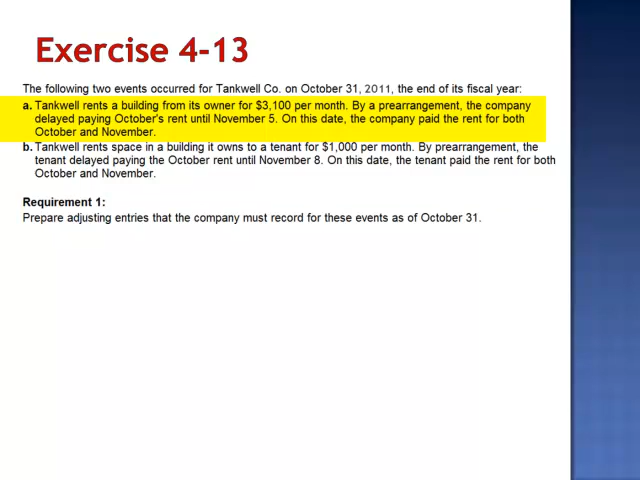 Exercise 4-13
The following two events occurred for Tankwell Co. on October 31, 2011, the end of its fiscal year:
a. Tankwell rents a building from its owner for $3,100 per month. By a prearrangement, the company
delayed paying October's rent until November 5. On this date, the company paid the rent for both
October and November.
b. Tankwell rents space in a building it owns to a tenant for $1,000 per month. By prearrangement, the
tenant delayed paying the October rent until November 8. On this date, the tenant paid the rent for both
October and November.
Requirement 1:
Prepare adjusting entries that the company must record for these events as of October 31.